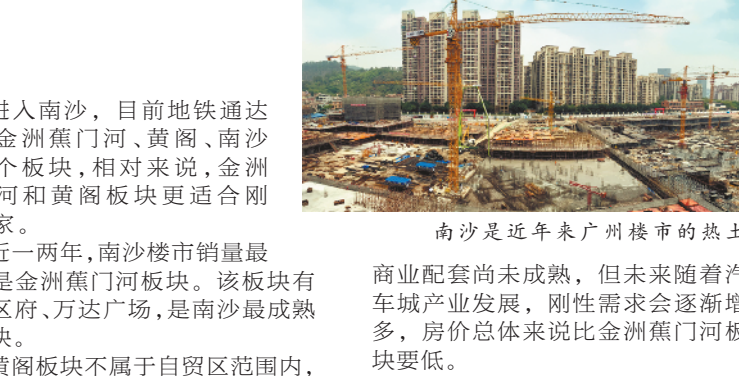 进入南沙，目前地铁通达
金洲蕉门河、黄阁、南沙
个板块，相对来说，金洲
河和黄阁板块更适合刚
家。
近一两年，南沙楼市销量最
是金洲蕉门河板块。该板块有
区府、万达广场，是南沙最成熟
块。
黄阁板块不属于自贸区范围内，
南沙是近年来广州楼市的热土
商业配套尚未成熟，但未来随着汽
车城产业发展，刚性需求会逐渐增
多，房价总体来说比金洲蕉门河板
块要低。